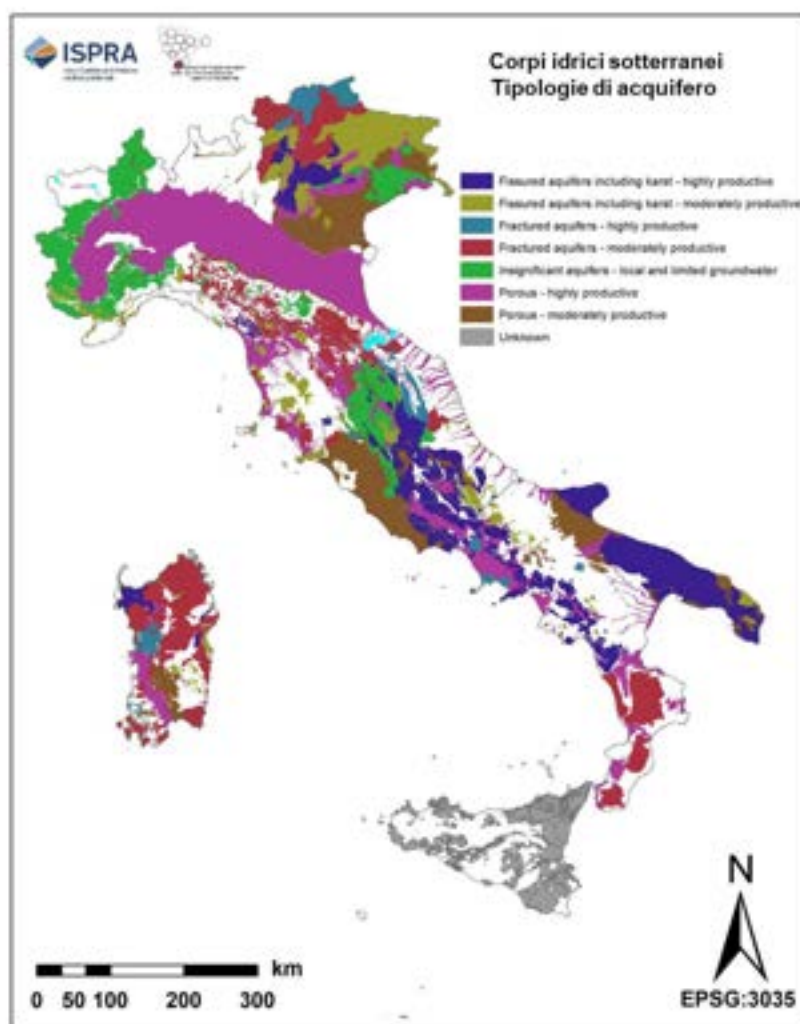 ISPRA
Corpi idrici sotterranei
Tipologie di acquifero
Fissured aquifers including karst - highly productive
Fissured aquifers including karst - moderately productive
Fractured aquifers - highly productive
Fractured aquifers - moderately productive
Insignificant aquifers - local and limited groundwater
Porous - highly productive
Porous - moderately productive
Unknown
N
km
0 50 100 200 300
EPSG:3035